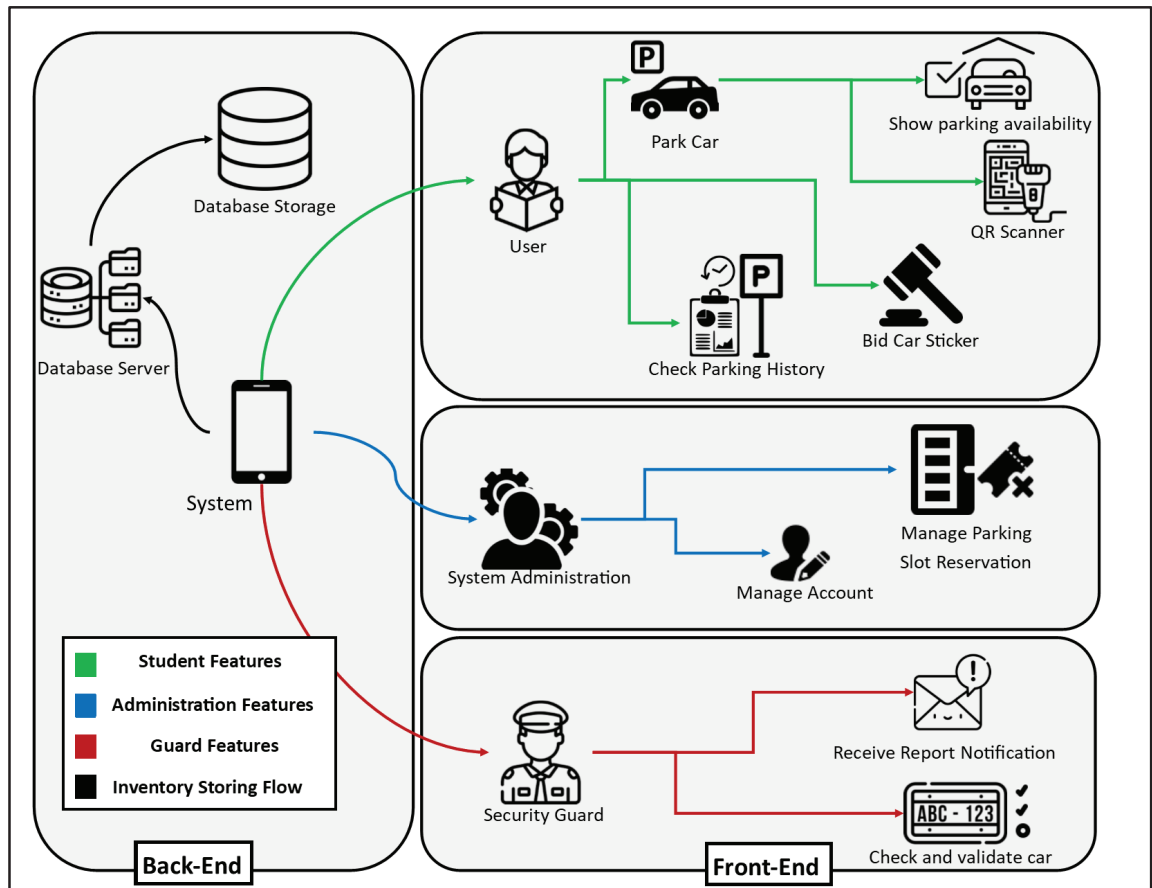 Database Storage
Database Server
System
Student Features
Administration Features
Guard Features
Inventory Storing Flow
Back-End
P
Park Car
Show parking availability
QR Scanner
User
P
Check Parking History
Bid Car Sticker
System Administration
Manage Account
Manage Parking
Slot Reservation
Security Guard
!
Receive Report Notification
ABC - 123
Check and validate car
Front-End